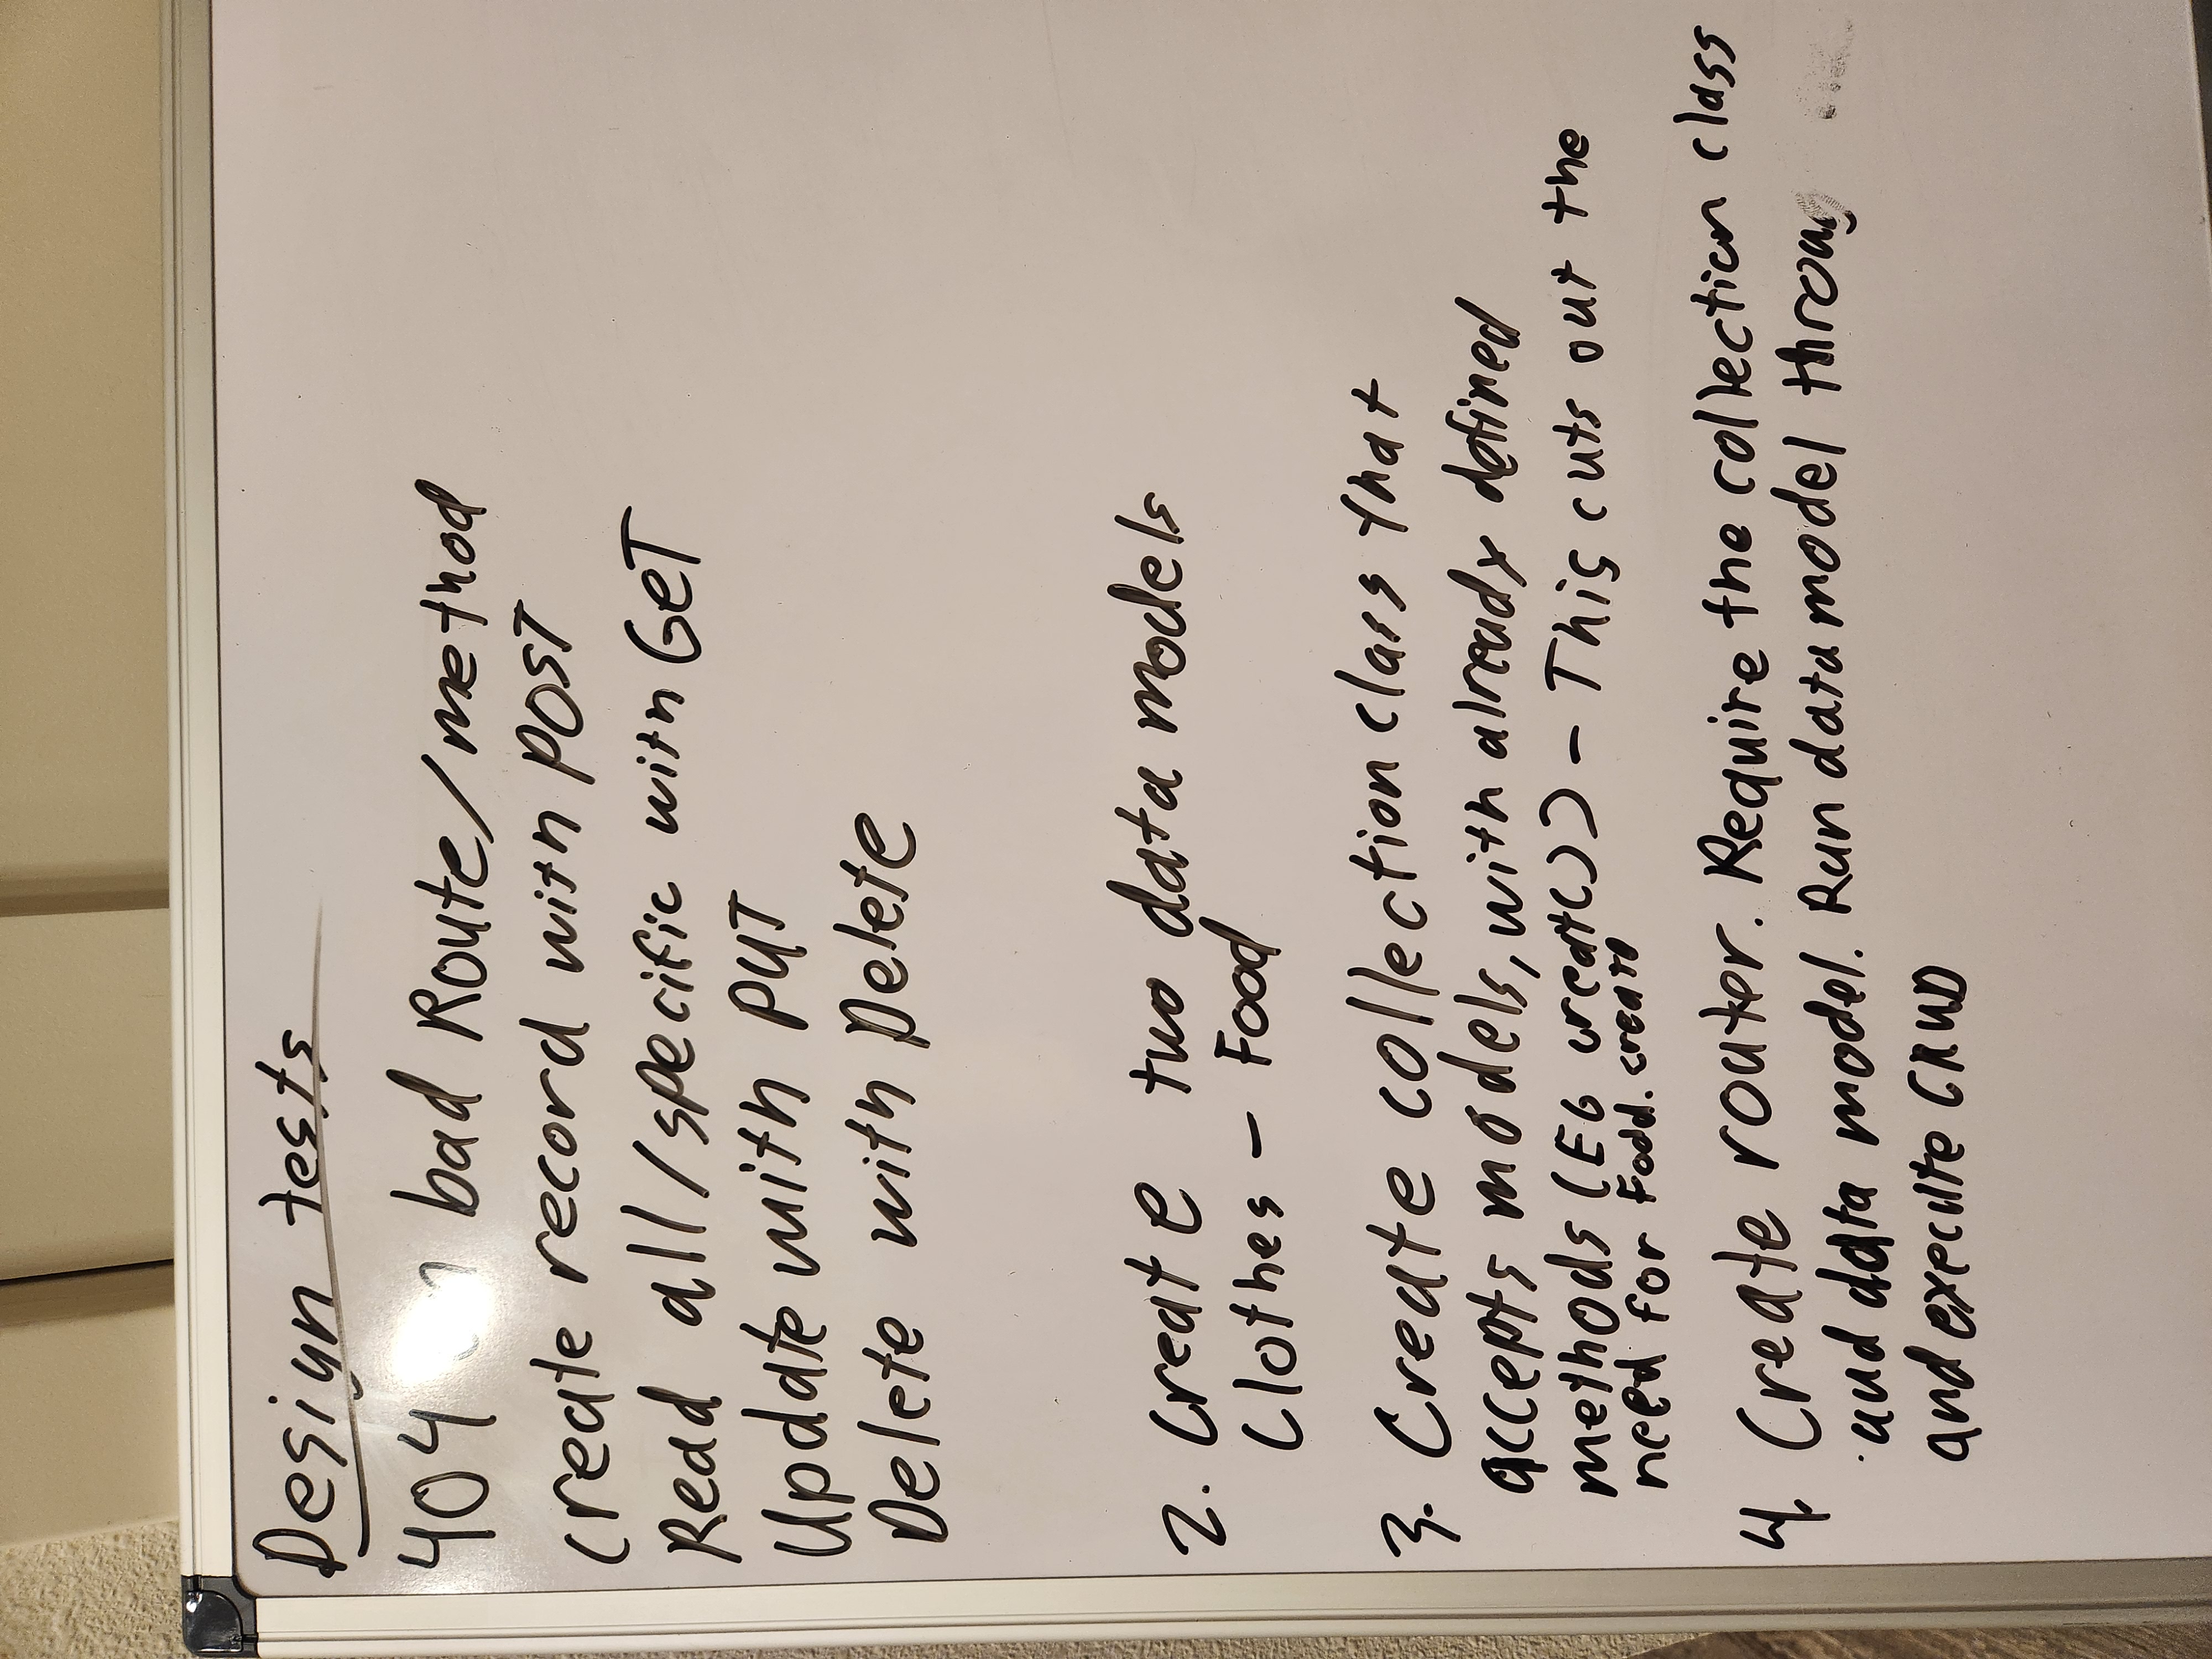 Design tests
404 on bad Route/method
create record with POST
Read all/specific with GeT
Update with PUT
Delete with Delete
2. Create two data models
Clothes - Food
3. Create collection class that
accepts models, with already defined
methods (EG creat()) - This cuts out the
need for Fodd.create
4. Create router. Require the collection class
and data model. Run data model throug
and execute CRUD